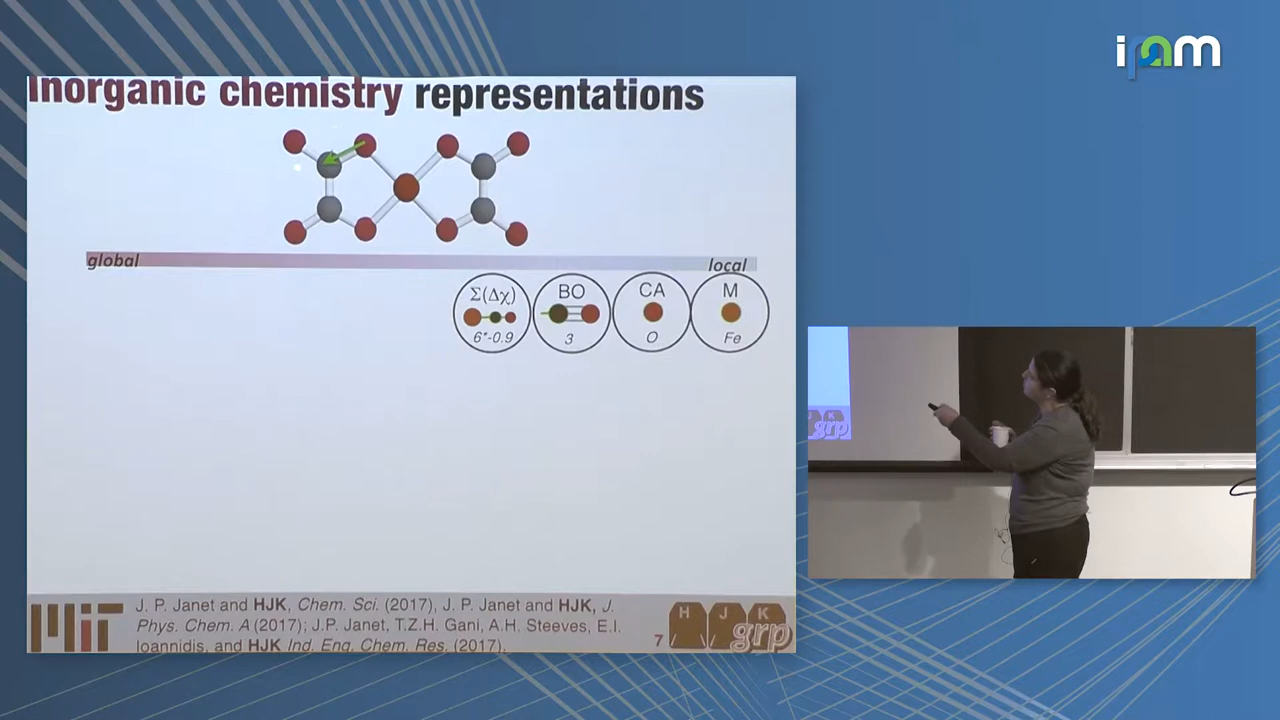 ipam
Inorganic chemistry representations
global
local
Σ(Δχ)
BO
CA
M
6*-0.9
3
O
Fe
MIT
J. P. Janet and HJK, Chem. Sci. (2017), J. P. Janet and HJK, J.
Phys. Chem. A (2017); J.P. Janet, T.Z.H. Gani, A.H. Steeves, E.I.
Ioannidis, and HJK Ind. Eng. Chem. Res. (2017).
7
H J K
grp
K
grp